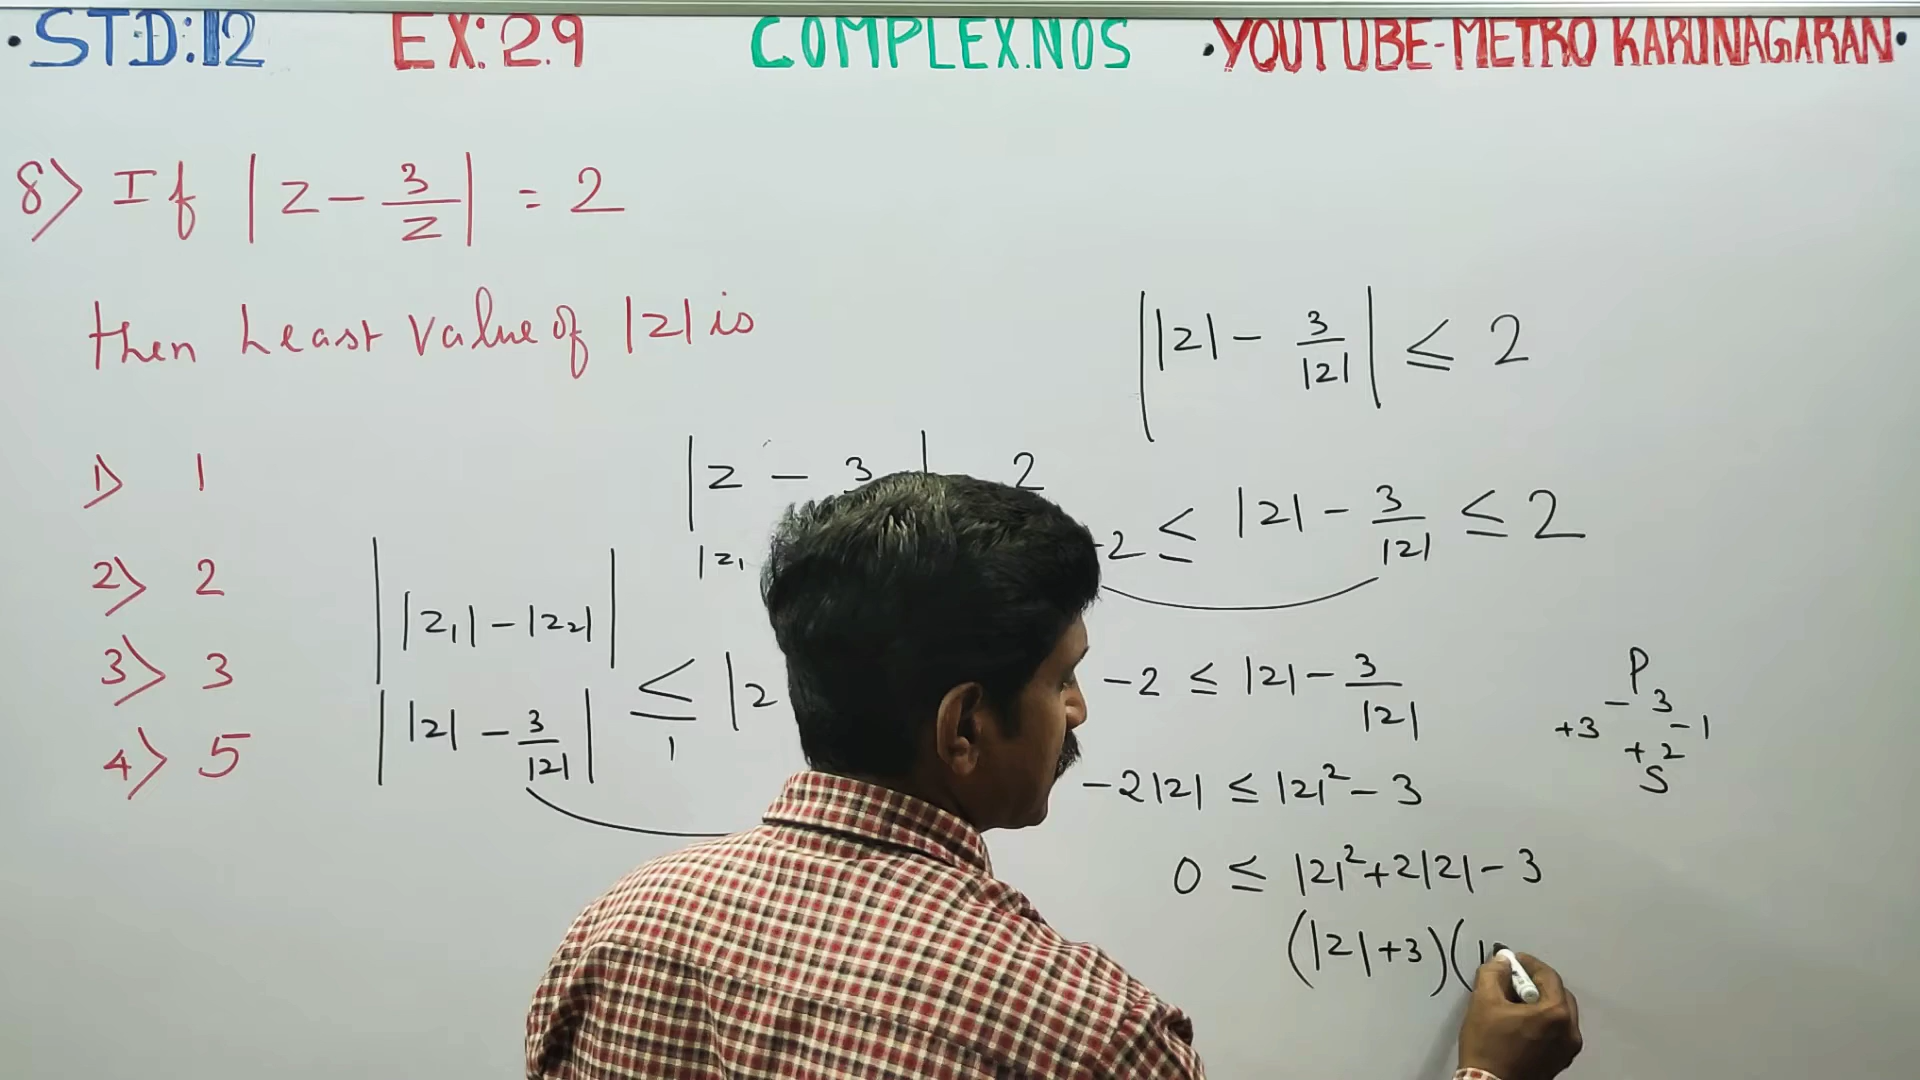 •STD:12 EX:2.9 COMPLEX.NOS •YOUTUBE-METRO KARUNAGARAN•
8) If |z - 3/z| = 2
then Least Value of |z| is
1) 1
2) 2
3) 3
4) 5
|z - 3 | 2
|z₁
||z₁| - |z₂||
||z| - 3/|z|| ≤ |z
1
||z| - 3/|z|| ≤ 2
-2 ≤ |z| - 3/|z| ≤ 2
-2 ≤ |z| - 3/|z|
-2|z| ≤ |z|² - 3
0 ≤ |z|² + 2|z| - 3
(|z| + 3)(|
P
- 3
+3 -1
+ 2
S